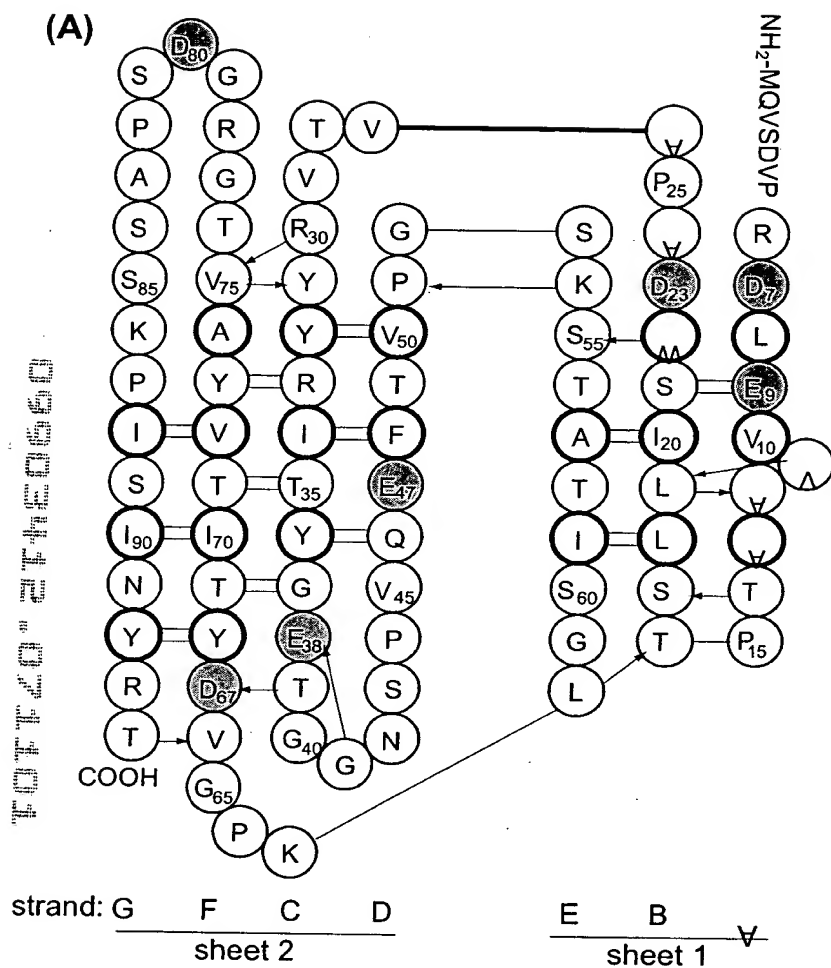 (A)
NH₂-MQVSDVP
D80
S G
P R T V A
A G V P25
S T R30 G S A R
S85 V75 Y P K D23 D7
K A Y V50 S55 W L
P Y R T T S E9
I V I F A I20 V10
S T T35 E47 T L A V
I90 I70 Y Q I L A
N T G V45 S60 S T
Y Y E38 P G T P15
R D67 T S L
T V G40 G N
COOH G65
P K
strand: G F C D E B A
sheet 2 sheet 1